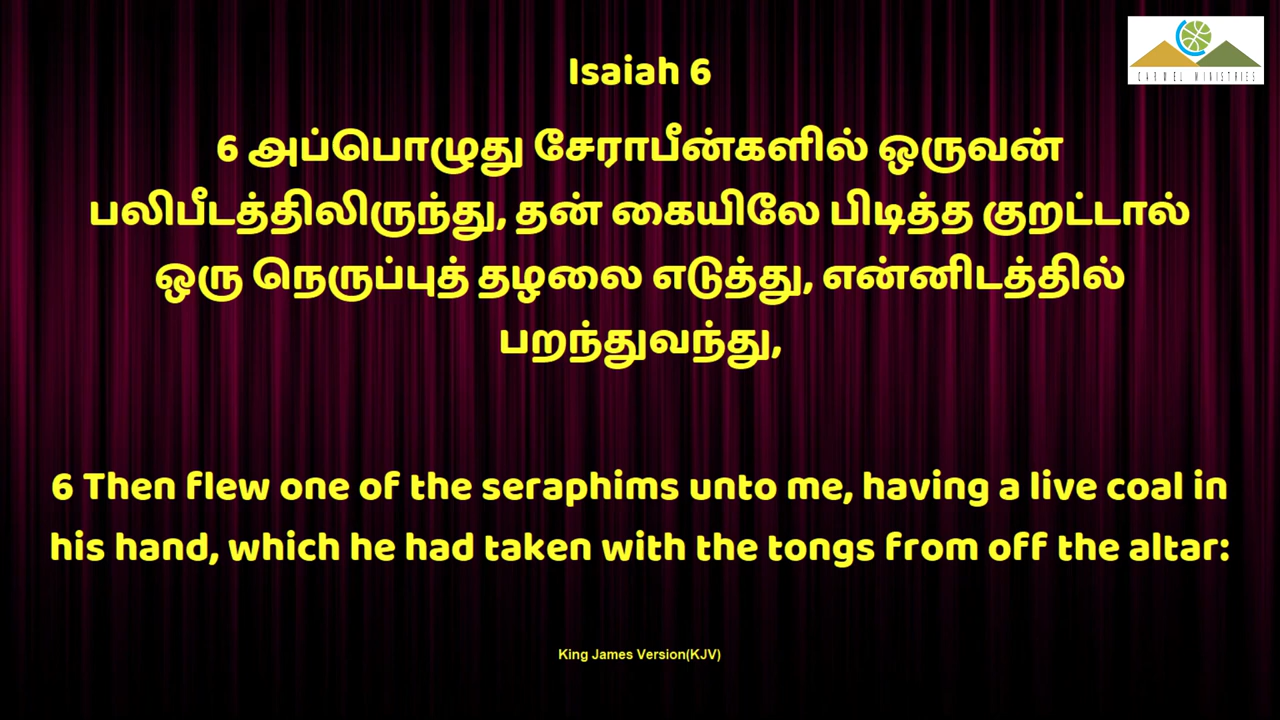 CARMEL MINISTRIES
Isaiah 6
6 அப்பொழுது சேராபீன்களில் ஒருவன்
பலிபீடத்திலிருந்து, தன் கையிலே பிடித்த குறட்டால்
ஒரு நெருப்புத் தழலை எடுத்து, என்னிடத்தில்
பறந்துவந்து,
6 Then flew one of the seraphims unto me, having a live coal in
his hand, which he had taken with the tongs from off the altar:
King James Version(KJV)